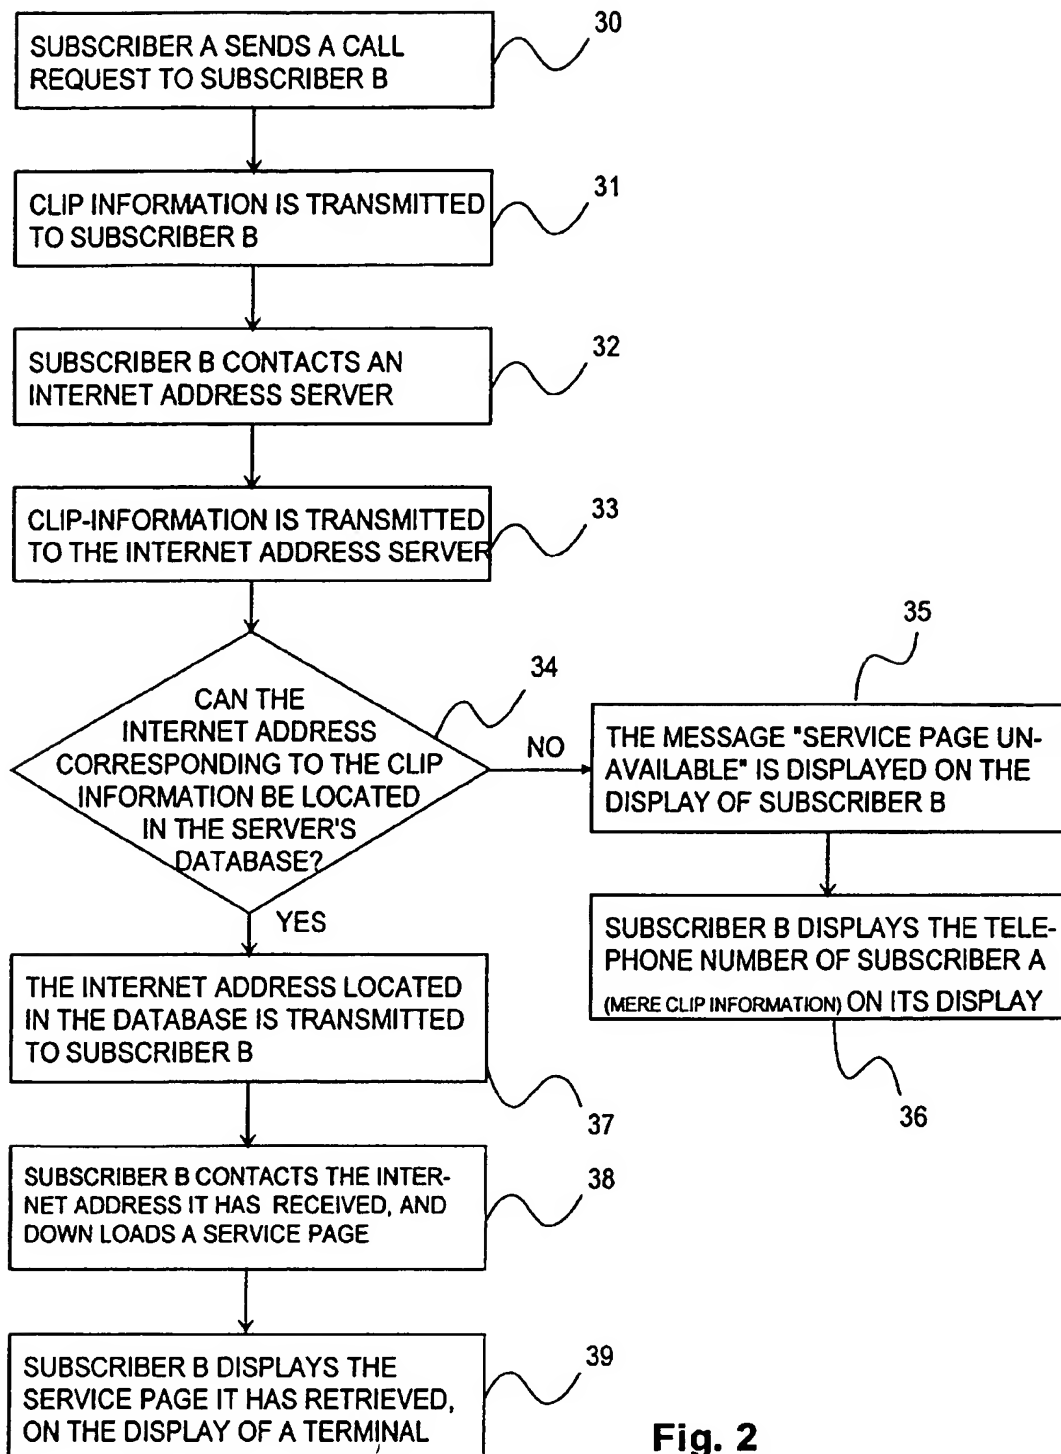 SUBSCRIBER A SENDS A CALL
REQUEST TO SUBSCRIBER B
30
CLIP INFORMATION IS TRANSMITTED
TO SUBSCRIBER B
31
SUBSCRIBER B CONTACTS AN
INTERNET ADDRESS SERVER
32
CLIP-INFORMATION IS TRANSMITTED
TO THE INTERNET ADDRESS SERVER
33
CAN THE
INTERNET ADDRESS
CORRESPONDING TO THE CLIP
INFORMATION BE LOCATED
IN THE SERVER'S
DATABASE?
34
NO
35
THE MESSAGE "SERVICE PAGE UN-
AVAILABLE" IS DISPLAYED ON THE
DISPLAY OF SUBSCRIBER B
SUBSCRIBER B DISPLAYS THE TELE-
PHONE NUMBER OF SUBSCRIBER A
(MERE CLIP INFORMATION) ON ITS DISPLAY
36
YES
THE INTERNET ADDRESS LOCATED
IN THE DATABASE IS TRANSMITTED
TO SUBSCRIBER B
37
SUBSCRIBER B CONTACTS THE INTER-
NET ADDRESS IT HAS RECEIVED, AND
DOWN LOADS A SERVICE PAGE
38
SUBSCRIBER B DISPLAYS THE
SERVICE PAGE IT HAS RETRIEVED,
ON THE DISPLAY OF A TERMINAL
39
Fig. 2